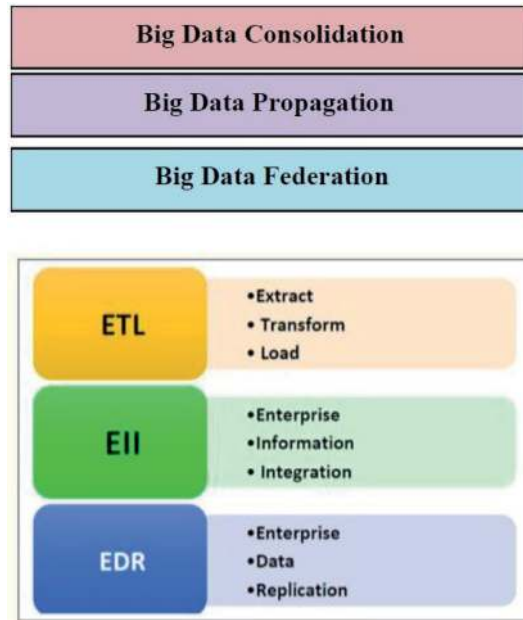 Big Data Consolidation
Big Data Propagation
Big Data Federation
ETL
•Extract
• Transform
• Load
EII
•Enterprise
•Information
• Integration
EDR
•Enterprise
•Data
•Replication